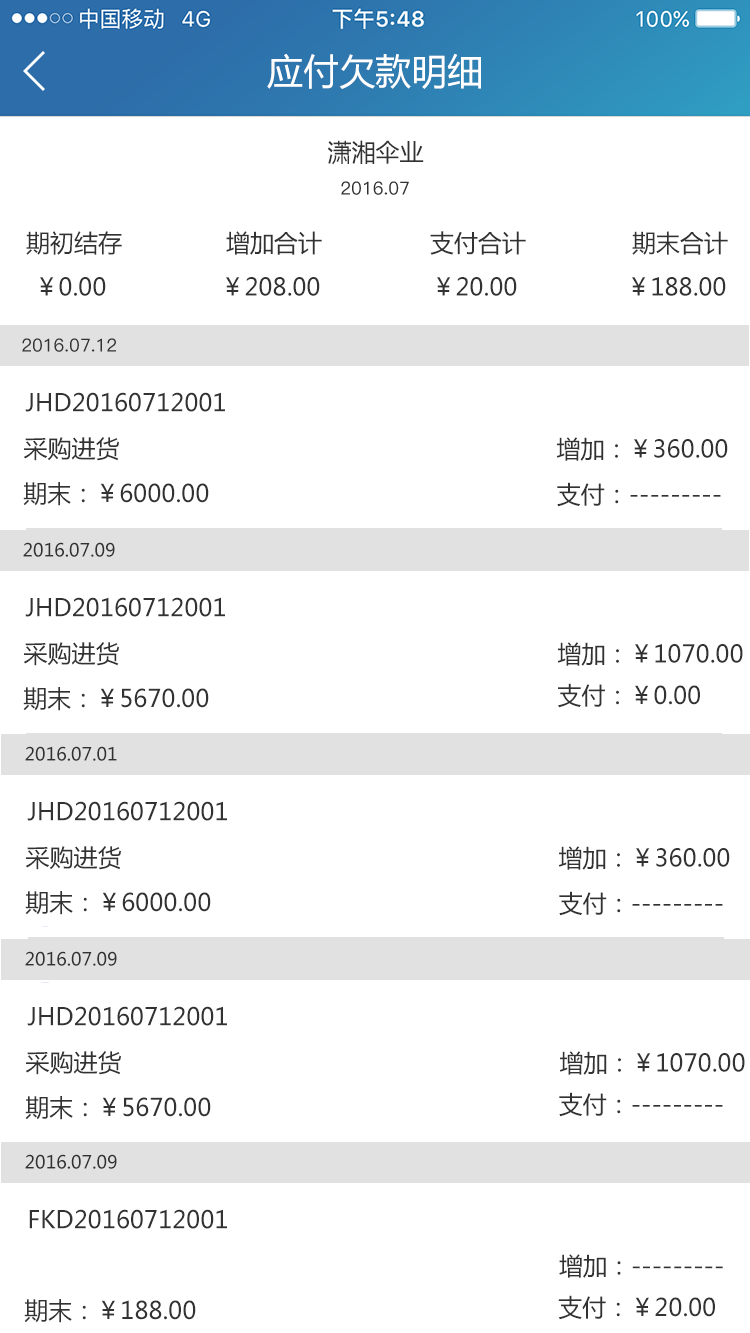 中国移动 4G 下午5:48 100%
应付欠款明细
潇湘伞业
2016.07
期初结存 增加合计 支付合计 期末合计
¥0.00 ¥208.00 ¥20.00 ¥188.00
2016.07.12
JHD20160712001
采购进货 增加：¥360.00
期末：¥6000.00 支付：---------
2016.07.09
JHD20160712001
采购进货 增加：¥1070.00
期末：¥5670.00 支付：¥0.00
2016.07.01
JHD20160712001
采购进货 增加：¥360.00
期末：¥6000.00 支付：---------
2016.07.09
JHD20160712001
采购进货 增加：¥1070.00
期末：¥5670.00 支付：---------
2016.07.09
FKD20160712001
增加：---------
期末：¥188.00 支付：¥20.00